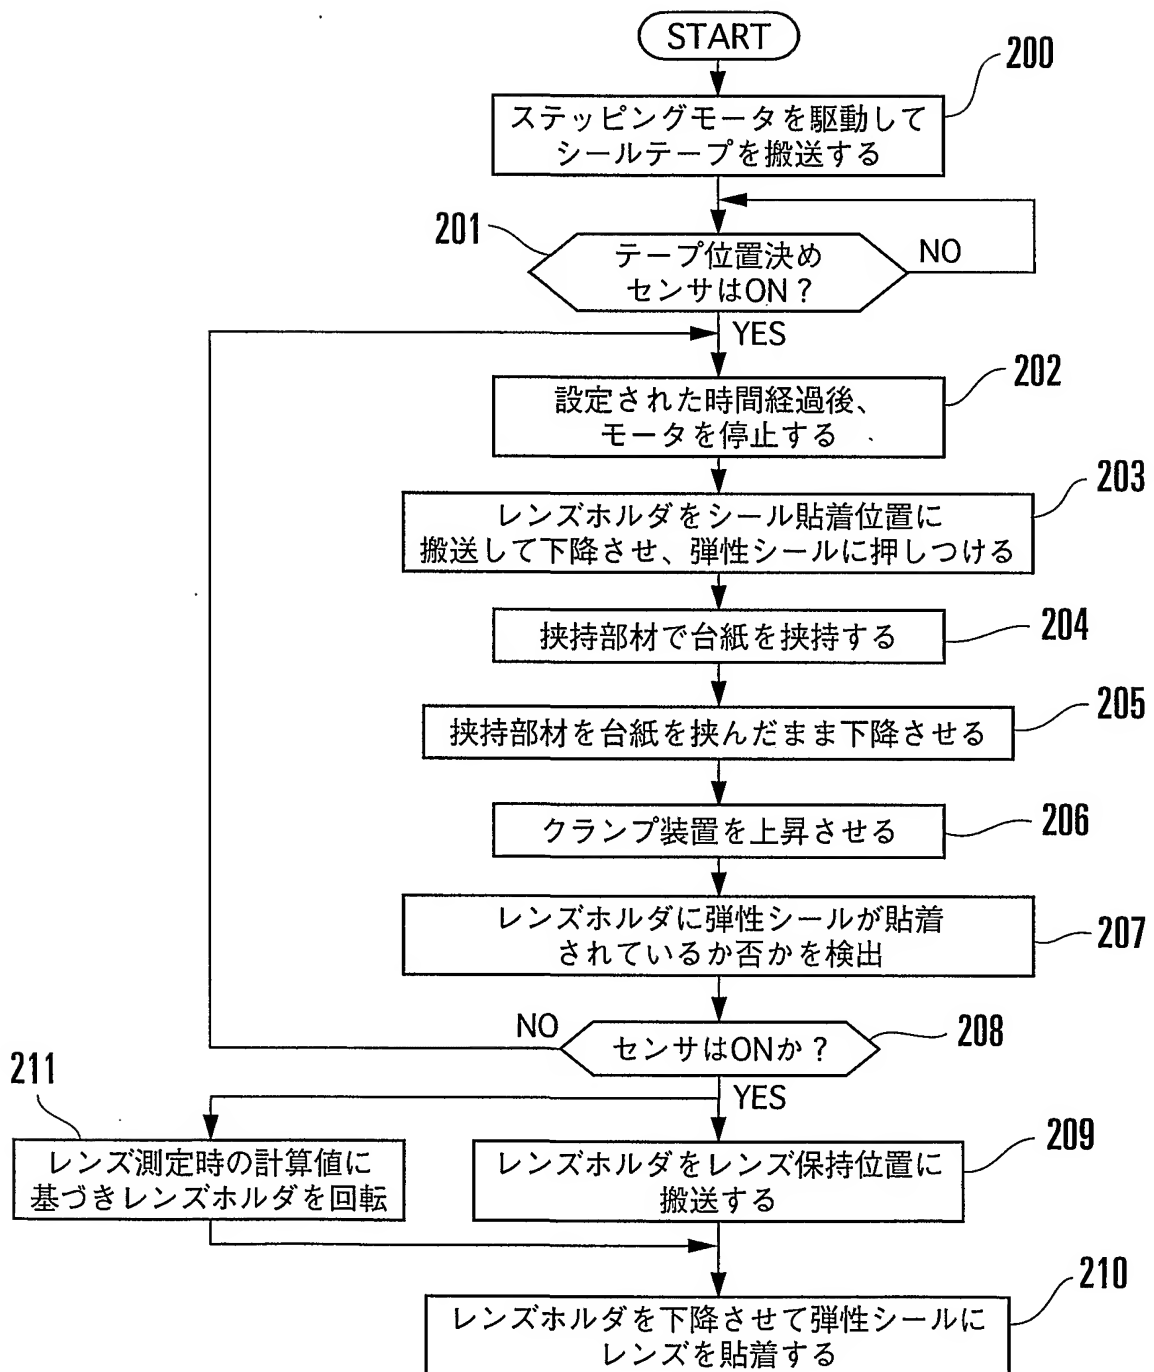 START
200
ステッピングモータを駆動して
シールテープを搬送する
201
テープ位置決め
センサはON?
NO
YES
202
設定された時間経過後、
モータを停止する
203
レンズホルダをシール貼着位置に
搬送して下降させ、弾性シールに押しつける
204
挟持部材で台紙を挟持する
205
挟持部材を台紙を挟んだまま下降させる
206
クランプ装置を上昇させる
207
レンズホルダに弾性シールが貼着
されているか否かを検出
NO
208
センサはONか?
YES
211
レンズ測定時の計算値に
基づきレンズホルダを回転
209
レンズホルダをレンズ保持位置に
搬送する
210
レンズホルダを下降させて弾性シールに
レンズを貼着する